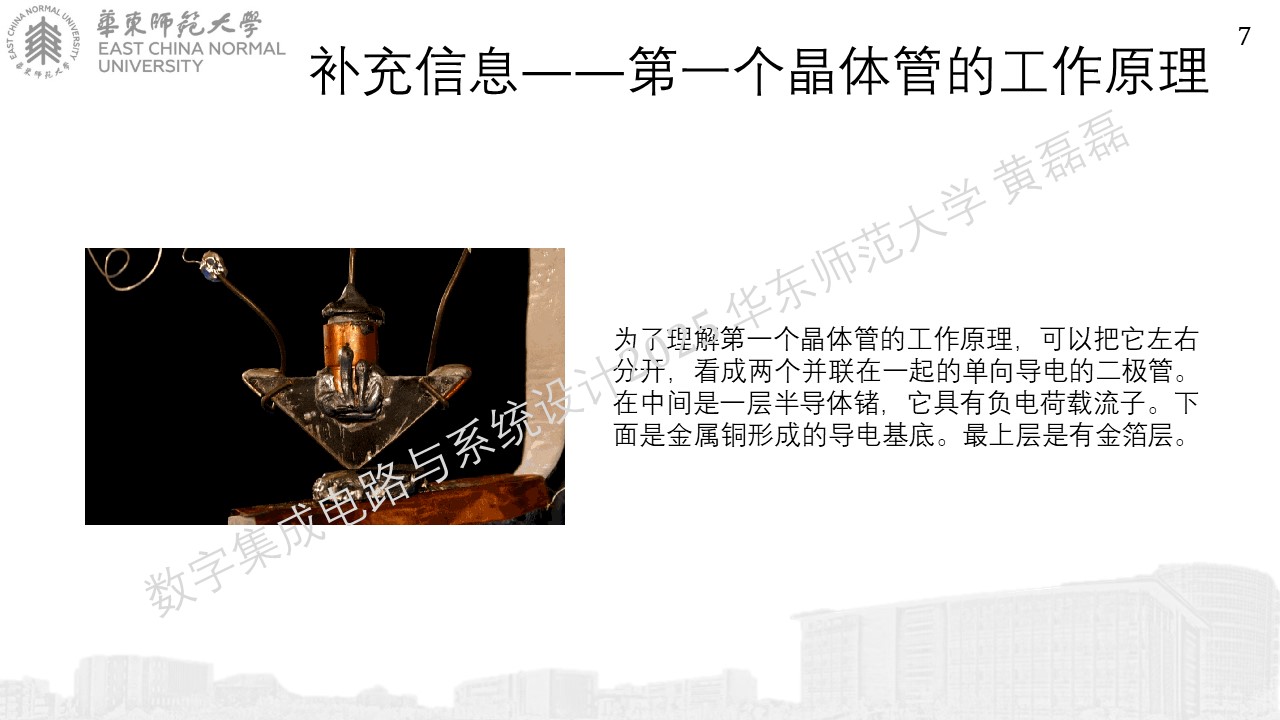 EAST CHINA NORMAL UNIVERSITY
華東師範大學
華東師範大學
EAST CHINA NORMAL
UNIVERSITY
补充信息——第一个晶体管的工作原理
7
为了理解第一个晶体管的工作原理，可以把它左右
分开，看成两个并联在一起的单向导电的二极管。
在中间是一层半导体锗，它具有负电荷载流子。下
面是金属铜形成的导电基底。最上层是有金箔层。
数字集成电路与系统设计2025 华东师范大学 黄磊磊